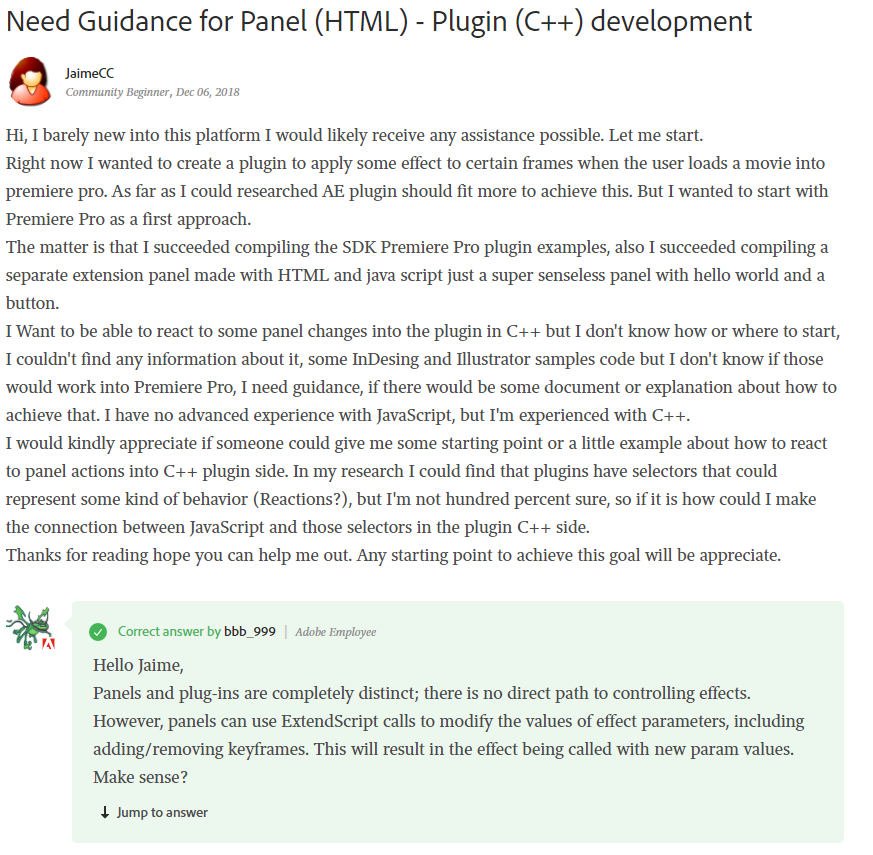 Need Guidance for Panel (HTML) - Plugin (C++) development
JaimeCC
Community Beginner, Dec 06, 2018
Hi, I barely new into this platform I would likely receive any assistance possible. Let me start.
Right now I wanted to create a plugin to apply some effect to certain frames when the user loads a movie into
premiere pro. As far as I could researched AE plugin should fit more to achieve this. But I wanted to start with
Premiere Pro as a first approach.
The matter is that I succeeded compiling the SDK Premiere Pro plugin examples, also I succeeded compiling a
separate extension panel made with HTML and java script just a super senseless panel with hello world and a
button.
I Want to be able to react to some panel changes into the plugin in C++ but I don't know how or where to start,
I couldn't find any information about it, some InDesing and Illustrator samples code but I don't know if those
would work into Premiere Pro, I need guidance, if there would be some document or explanation about how to
achieve that. I have no advanced experience with JavaScript, but I'm experienced with C++.
I would kindly appreciate if someone could give me some starting point or a little example about how to react
to panel actions into C++ plugin side. In my research I could find that plugins have selectors that could
represent some kind of behavior (Reactions?), but I'm not hundred percent sure, so if it is how could I make
the connection between JavaScript and those selectors in the plugin C++ side.
Thanks for reading hope you can help me out. Any starting point to achieve this goal will be appreciate.
Correct answer by bbb_999 | Adobe Employee
Hello Jaime,
Panels and plug-ins are completely distinct; there is no direct path to controlling effects.
However, panels can use ExtendScript calls to modify the values of effect parameters, including
adding/removing keyframes. This will result in the effect being called with new param values.
Make sense?
Jump to answer